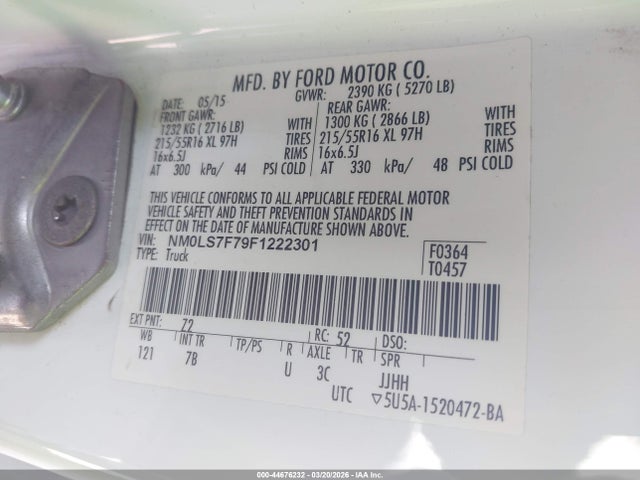 MFD. BY FORD MOTOR CO.
DATE: 05/15 GVWR: 2390 KG ( 5270 LB)
FRONT GAWR: REAR GAWR:
1232 KG ( 2716 LB) WITH 1300 KG ( 2866 LB) WITH
215/55R16 XL 97H TIRES 215/55R16 XL 97H TIRES
16x6.5J RIMS 16x6.5J RIMS
AT 300 kPa/ 44 PSI COLD AT 330 kPa/ 48 PSI COLD
THIS VEHICLE CONFORMS TO ALL APPLICABLE FEDERAL MOTOR
VEHICLE SAFETY AND THEFT PREVENTION STANDARDS IN
EFFECT ON THE DATE OF MANUFACTURE SHOWN ABOVE.
VIN: NM0LS7F79F1222301 F0364
TYPE: Truck T0457
EXT PNT: Z2 RC: 52 DSO:
WB INT TR TP/PS R AXLE TR SPR
121 7B U 3C JJHH
UTC ▽5U5A-1520472-BA
000-44676232 - 03/20/2026 - IAA Corp.